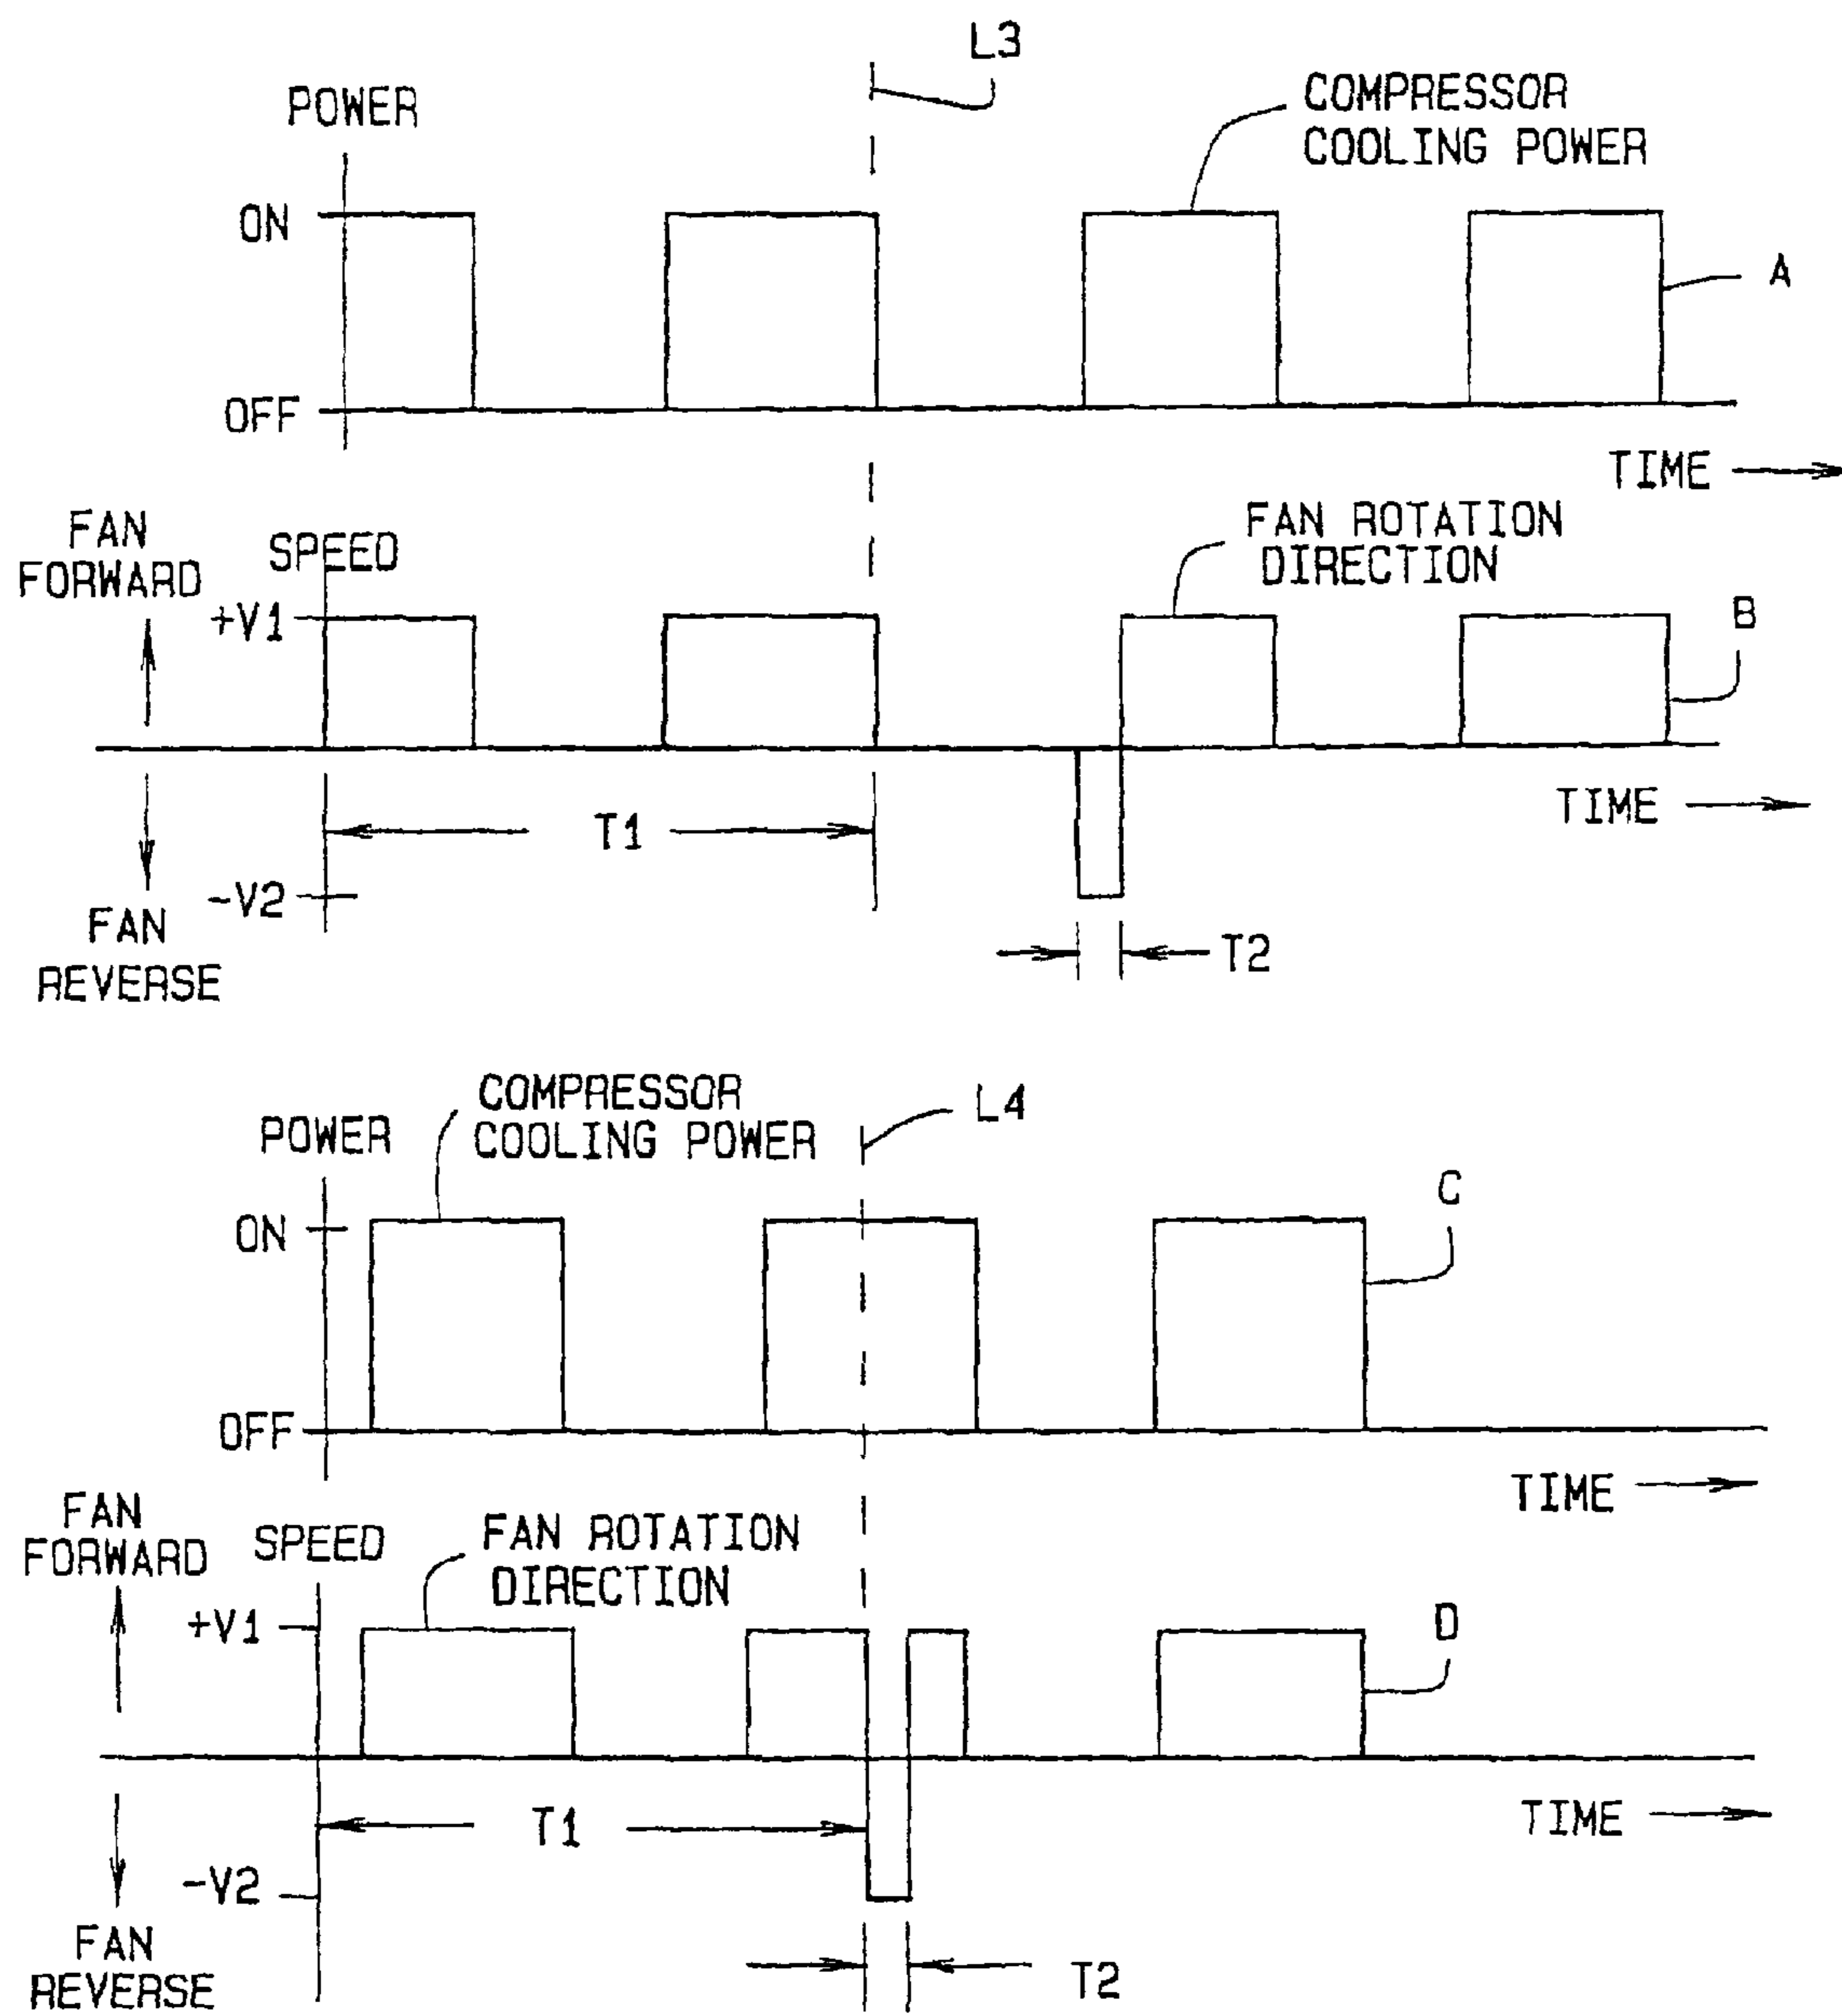 L3
POWER
COMPRESSOR
COOLING POWER
ON
A
OFF
TIME
FAN
FORWARD
SPEED
FAN ROTATION
DIRECTION
+V1
B
TIME
T1
-V2
FAN
REVERSE
T2
COMPRESSOR
COOLING POWER
L4
POWER
C
ON
OFF
TIME
FAN
FORWARD
SPEED
FAN ROTATION
DIRECTION
+V1
D
T1
TIME
-V2
FAN
REVERSE
T2